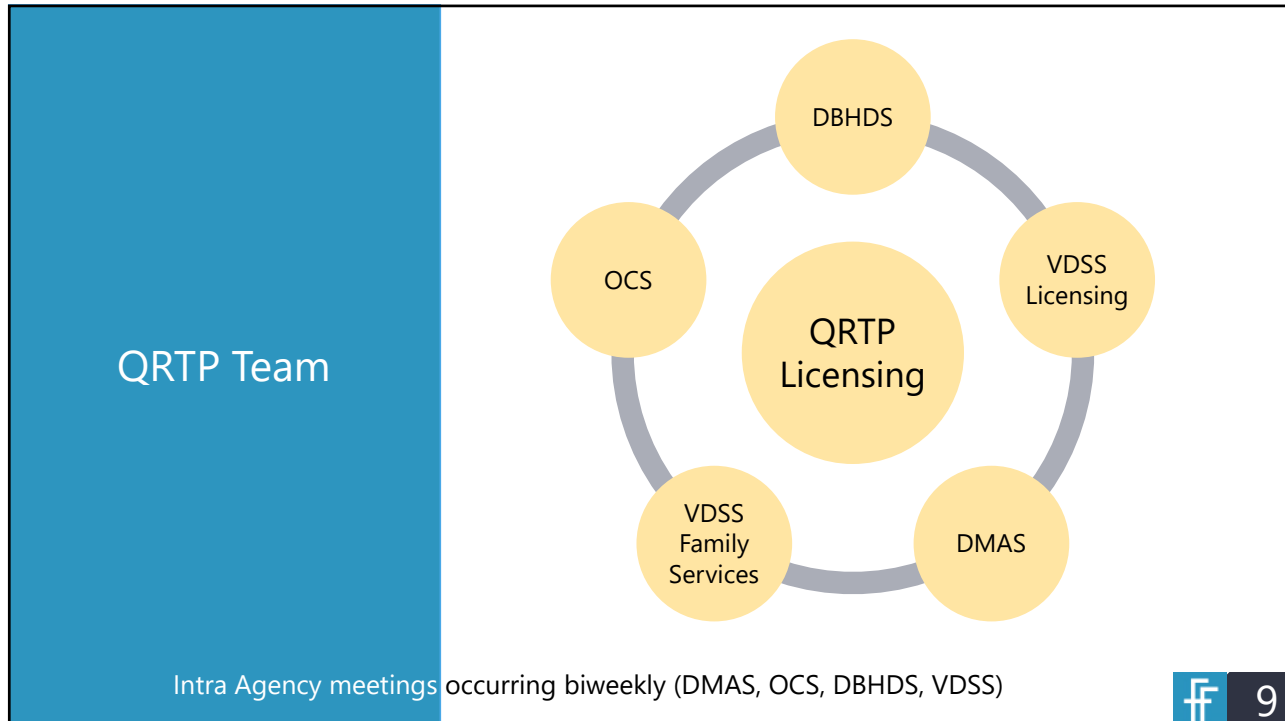 QRTP Team
DBHDS
VDSS
Licensing
DMAS
VDSS
Family
Services
OCS
QRTP
Licensing
Intra Agency meetings occurring biweekly (DMAS, OCS, DBHDS, VDSS)
9